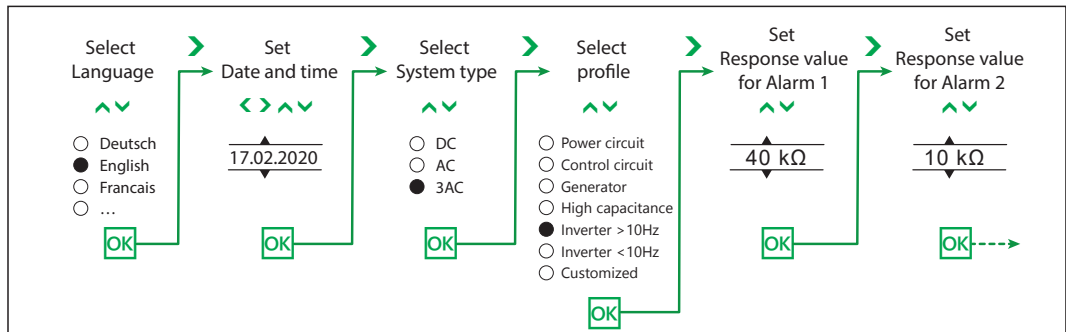 Select
Language
Deutsch
English
Francais
...
OK
Set
Date and time
17.02.2020
OK
Select
System type
DC
AC
3AC
OK
Select
profile
Power circuit
Control circuit
Generator
High capacitance
Inverter >10Hz
Inverter <10Hz
Customized
OK
Set
Response value
for Alarm 1
40 kΩ
OK
Set
Response value
for Alarm 2
10 kΩ
OK